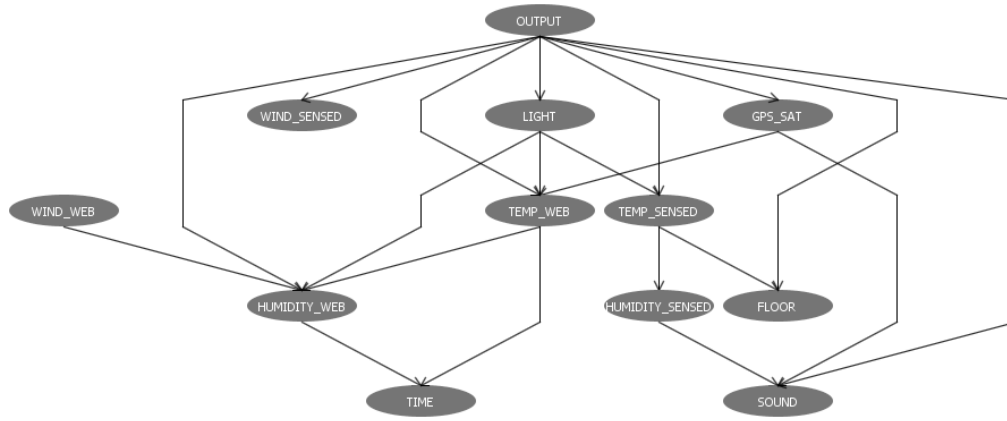 OUTPUT
WIND_SENSED
LIGHT
GPS_SAT
WIND_WEB
TEMP_WEB
TEMP_SENSED
HUMIDITY_WEB
HUMIDITY_SENSED
FLOOR
TIME
SOUND